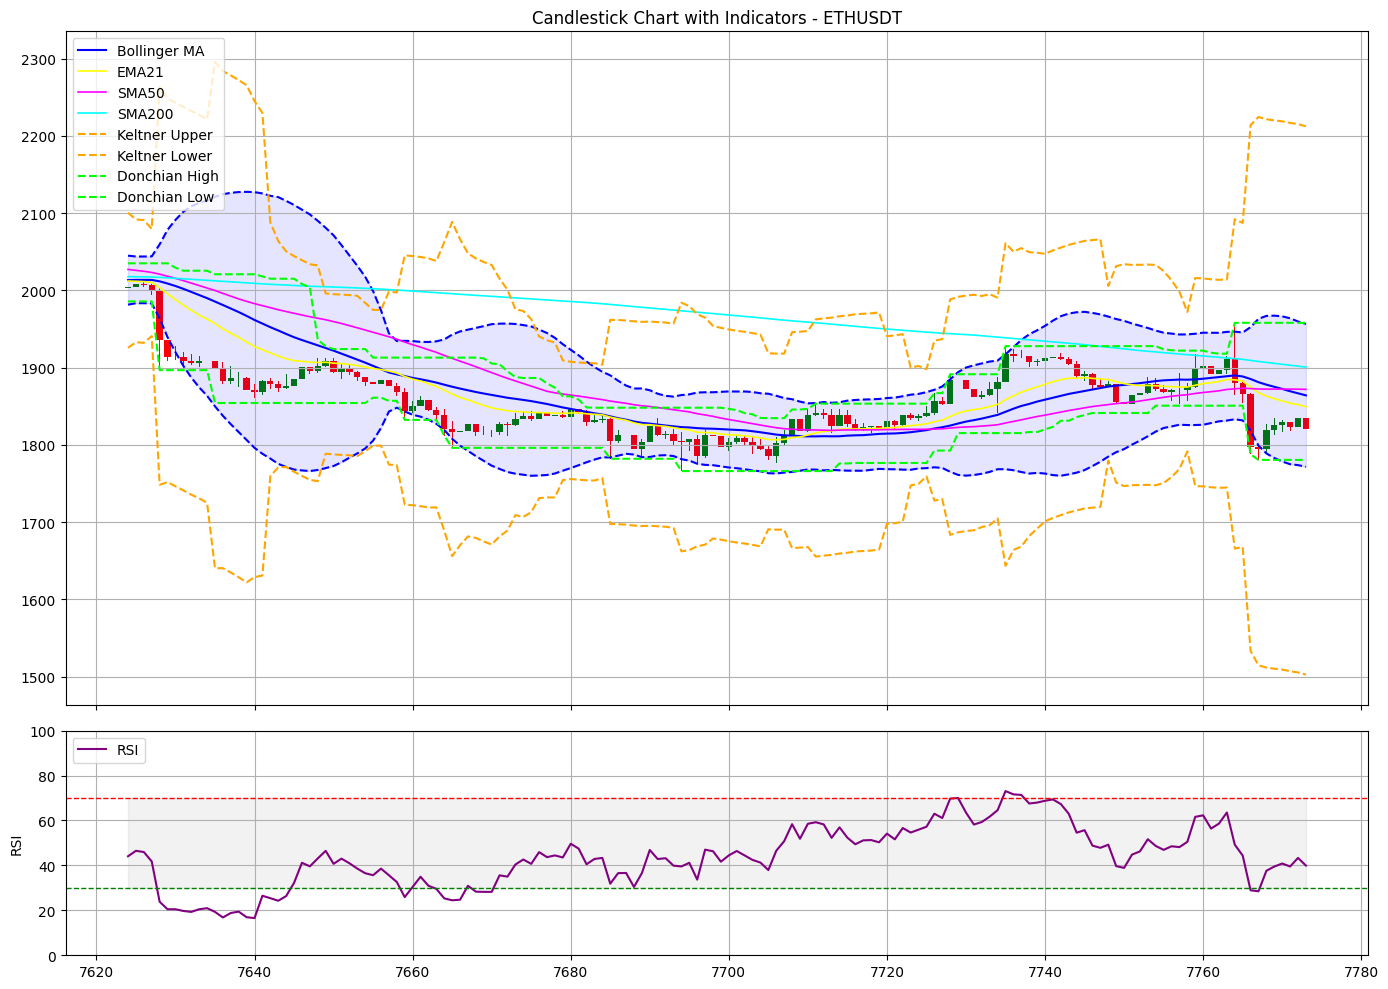 Candlestick Chart with Indicators - ETHUSDT
2300
2200
2100
2000
1900
1800
1700
1600
1500
Bollinger MA
EMA21
SMA50
SMA200
Keltner Upper
Keltner Lower
Donchian High
Donchian Low
100
80
60
40
20
0
RSI
RSI
7620 7640 7660 7680 7700 7720 7740 7760 7780